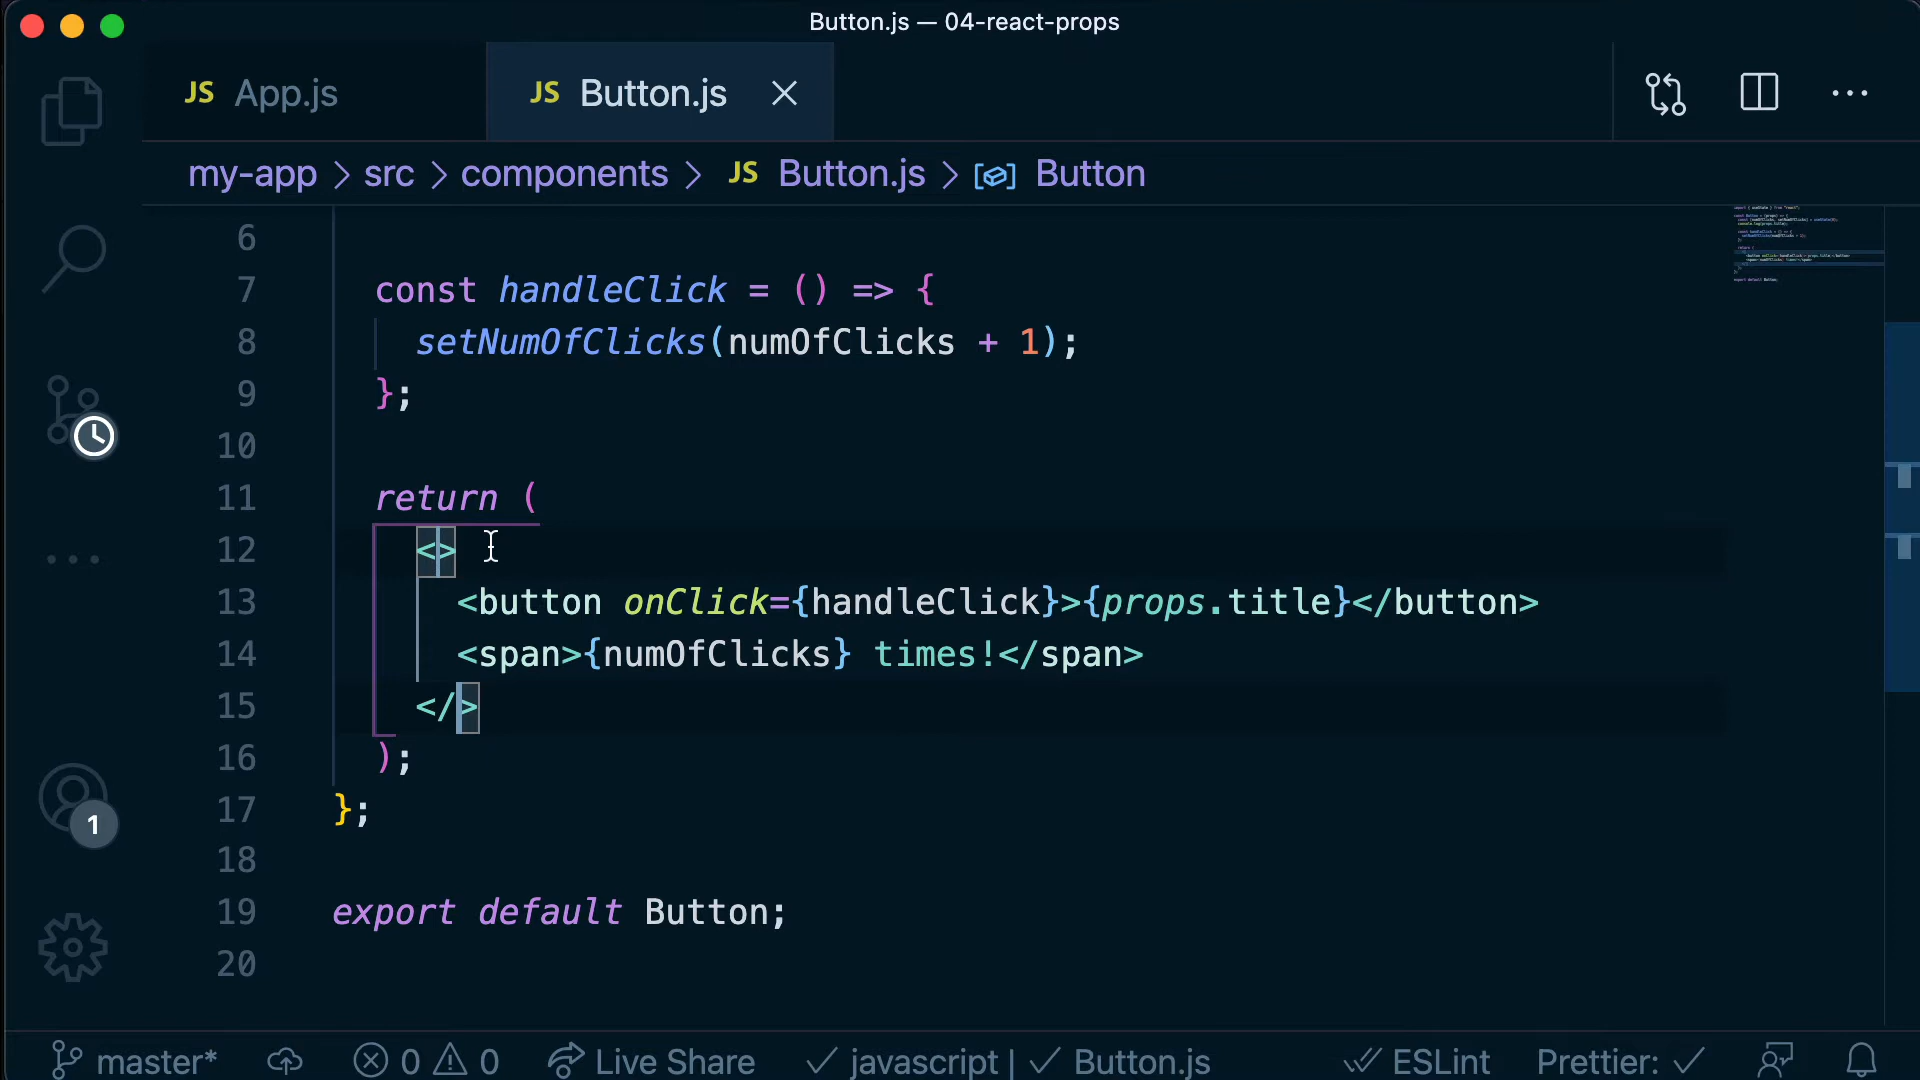 Button.js — 04-react-props
JS App.js
JS Button.js
my-app > src > components > JS Button.js > Button
6
7 const handleClick = () => {
8 setNumOfClicks(numOfClicks + 1);
9 };
10
11 return (
12 <>
13 <button onClick={handleClick}>{props.title}</button>
14 <span>{numOfClicks} times!</span>
15 </>
16 );
17 };
18
19 export default Button;
20
1
master* 0 0 Live Share ✓ javascript | ✓ Button.js ESLint Prettier: ✓